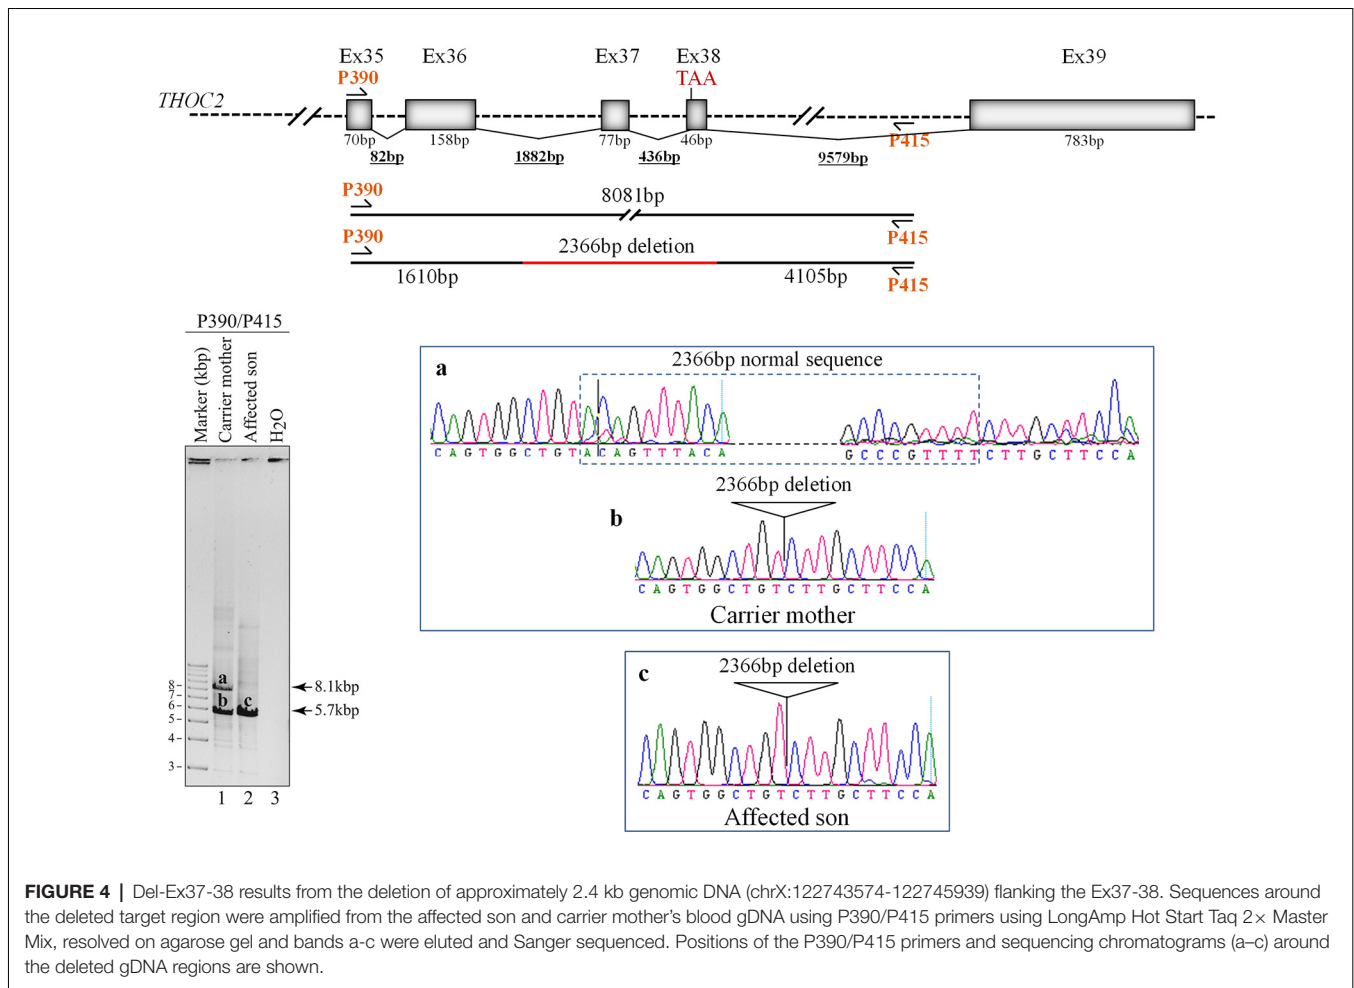 Ex35 Ex36 Ex37 Ex38 Ex39
P390 TAA
THOC2
70bp 158bp 77bp 46bp P415 783bp
82bp 1882bp 436bp 9579bp
P390 8081bp
P415
P390 2366bp deletion
1610bp 4105bp P415
P390/P415
Marker (kbp)
Carrier mother
Affected son
H2O
8
7
6
5
4
3
a
b c
8.1kbp
5.7kbp
1 2 3
a 2366bp normal sequence
CAGTGGCTGTACAGTTTACA GCCCGTTTTCTTGCTTCCA
2366bp deletion
b
CAGTGGCTGTCTTGCTTCCA
Carrier mother
2366bp deletion
c
CAGTGGCTGTCTTGCTTCCA
Affected son
FIGURE 4 | Del-Ex37-38 results from the deletion of approximately 2.4 kb genomic DNA (chrX:122743574-122745939) flanking the Ex37-38. Sequences around
the deleted target region were amplified from the affected son and carrier mother's blood gDNA using P390/P415 primers using LongAmp Hot Start Taq 2× Master
Mix, resolved on agarose gel and bands a-c were eluted and Sanger sequenced. Positions of the P390/P415 primers and sequencing chromatograms (a–c) around
the deleted gDNA regions are shown.